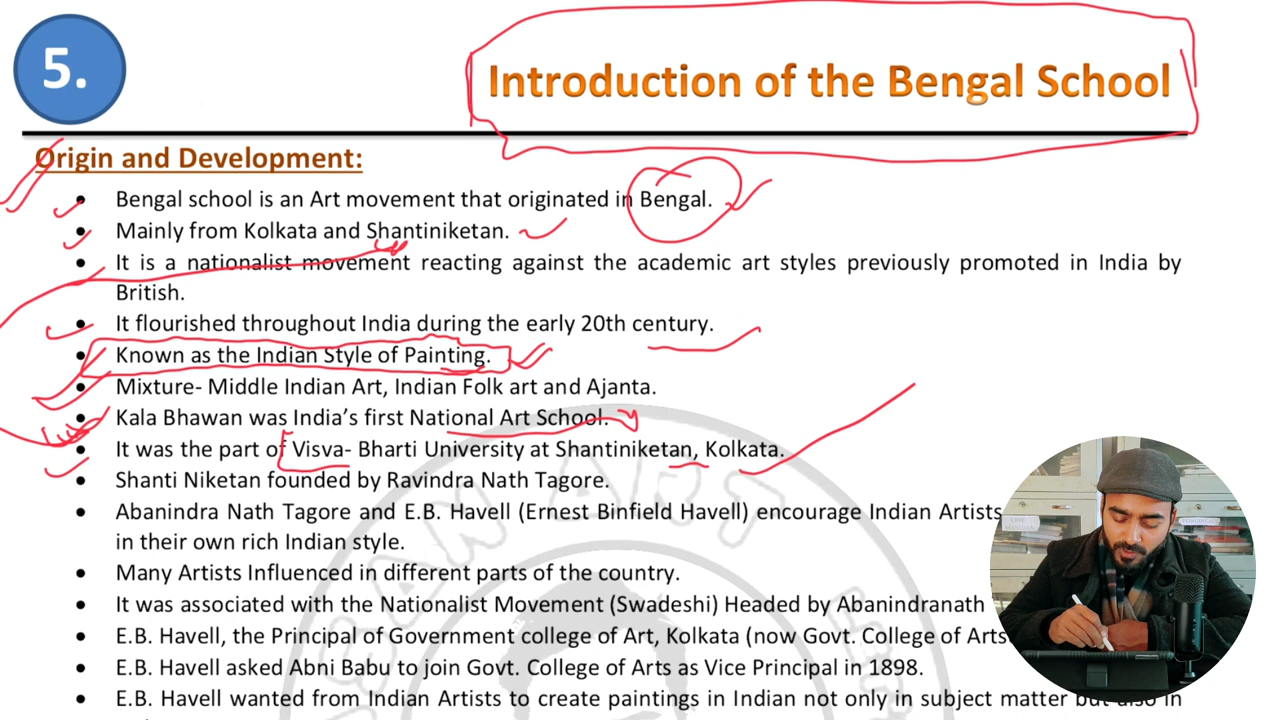 5.
Introduction of the Bengal School
Origin and Development:
• Bengal school is an Art movement that originated in Bengal.
• Mainly from Kolkata and Shantiniketan.
• It is a nationalist movement reacting against the academic art styles previously promoted in India by
British.
• It flourished throughout India during the early 20th century.
• Known as the Indian Style of Painting.
• Mixture- Middle Indian Art, Indian Folk art and Ajanta.
• Kala Bhawan was India’s first National Art School.
• It was the part of Visva- Bharti University at Shantiniketan, Kolkata.
• Shanti Niketan founded by Ravindra Nath Tagore.
• Abanindra Nath Tagore and E.B. Havell (Ernest Binfield Havell) encourage Indian Artists
in their own rich Indian style.
• Many Artists Influenced in different parts of the country.
• It was associated with the Nationalist Movement (Swadeshi) Headed by Abanindranath
• E.B. Havell, the Principal of Government college of Art, Kolkata (now Govt. College of Arts
• E.B. Havell asked Abni Babu to join Govt. College of Arts as Vice Principal in 1898.
• E.B. Havell wanted from Indian Artists to create paintings in Indian not only in subject matter but also in